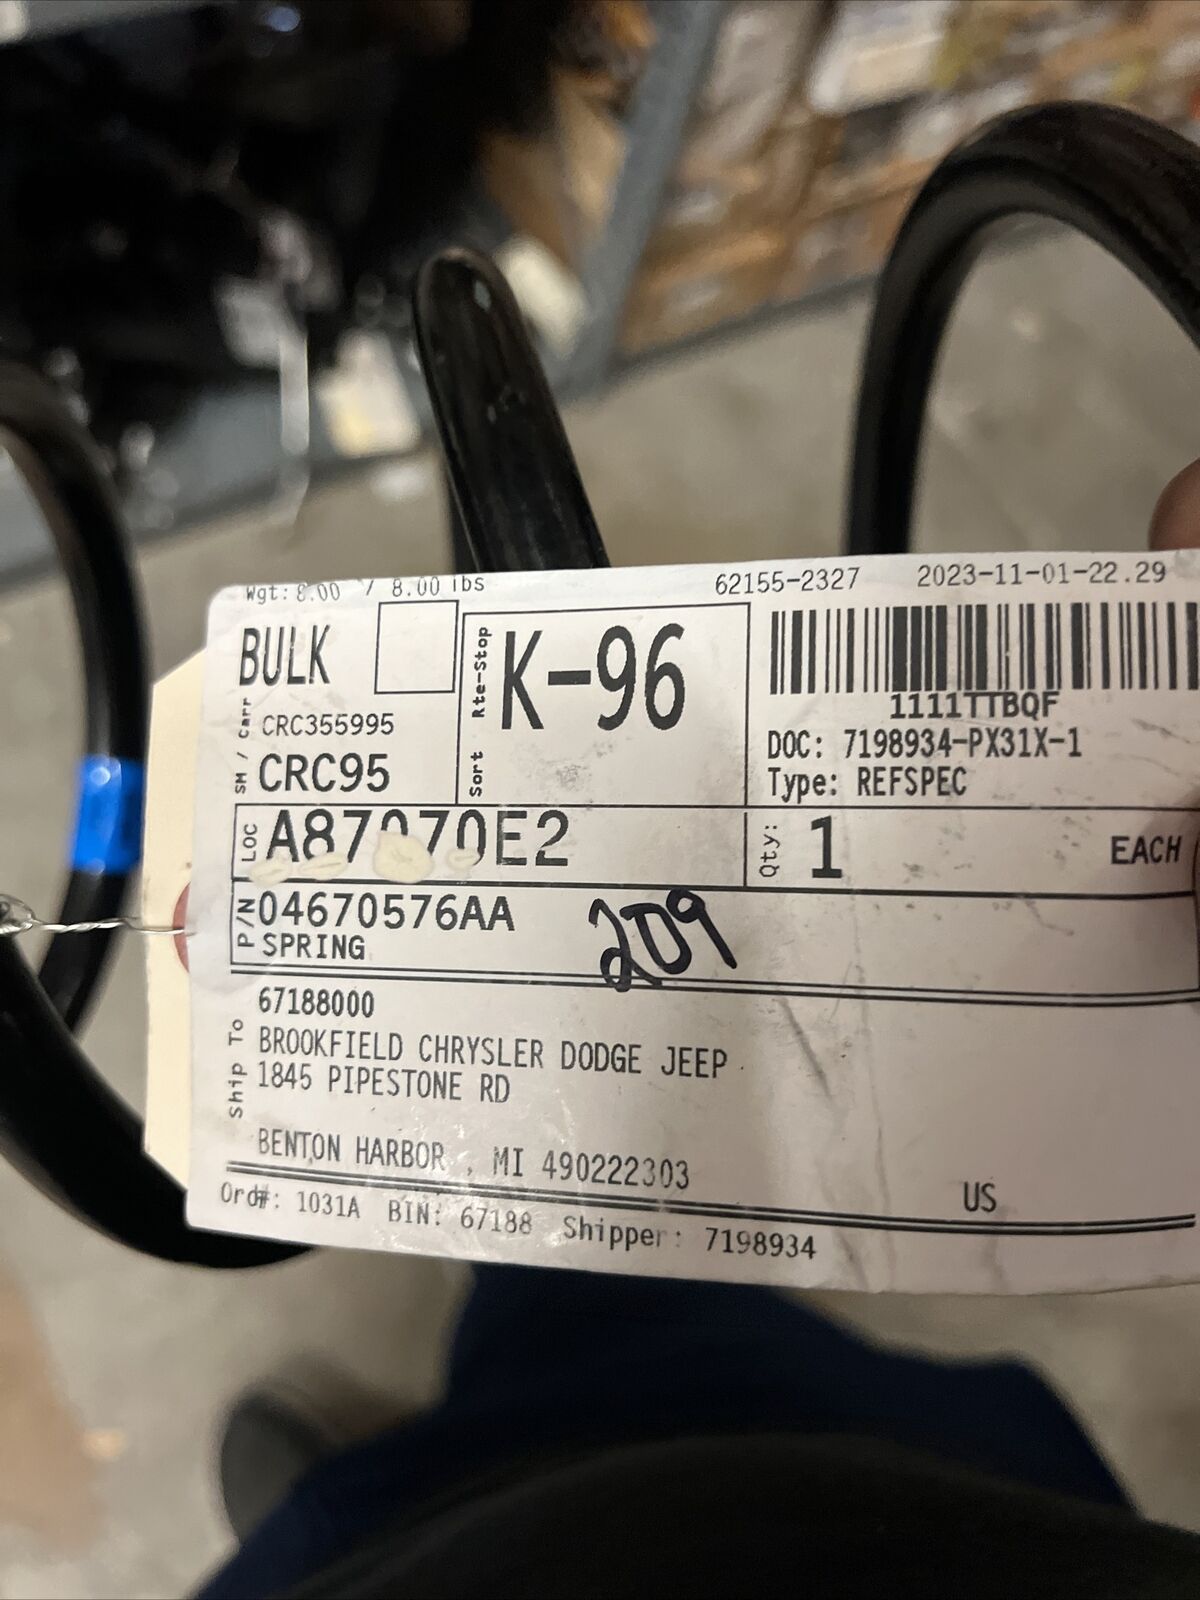 Wgt: 8.00 / 8.00 lbs 62155-2327 2023-11-01-22.29
BULK
SM / Carr
CRC355995
CRC95
Sort Rte-Stop
K-96
1111TTBQF
DOC: 7198934-PX31X-1
Type: REFSPEC
LOC
Qty: 1 EACH
P/N 04670576AA
SPRING
209
Ship To
67188000
BROOKFIELD CHRYSLER DODGE JEEP
1845 PIPESTONE RD
BENTON HARBOR , MI 490222303
US
Ord#: 1031A BIN: 67188 Shipper: 7198934